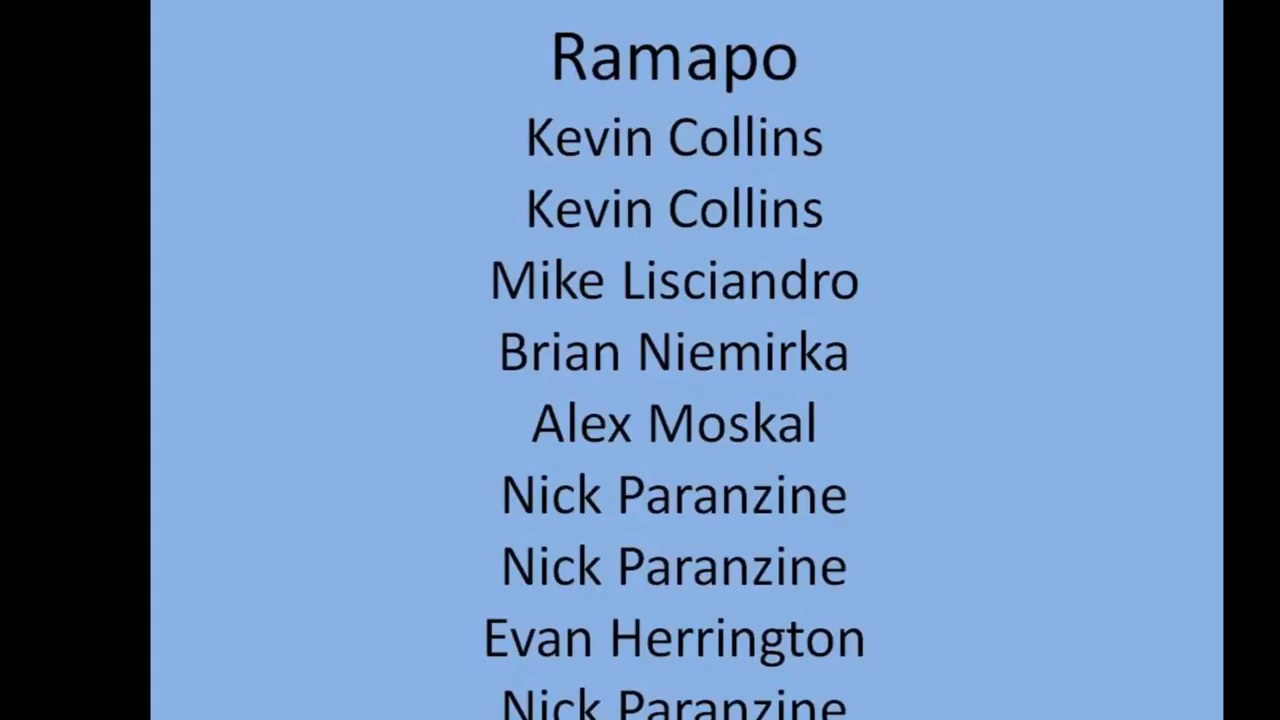 Ramapo
Kevin Collins
Kevin Collins
Mike Lisciandro
Brian Niemirka
Alex Moskal
Nick Paranzine
Nick Paranzine
Evan Herrington
Nick Paranzine